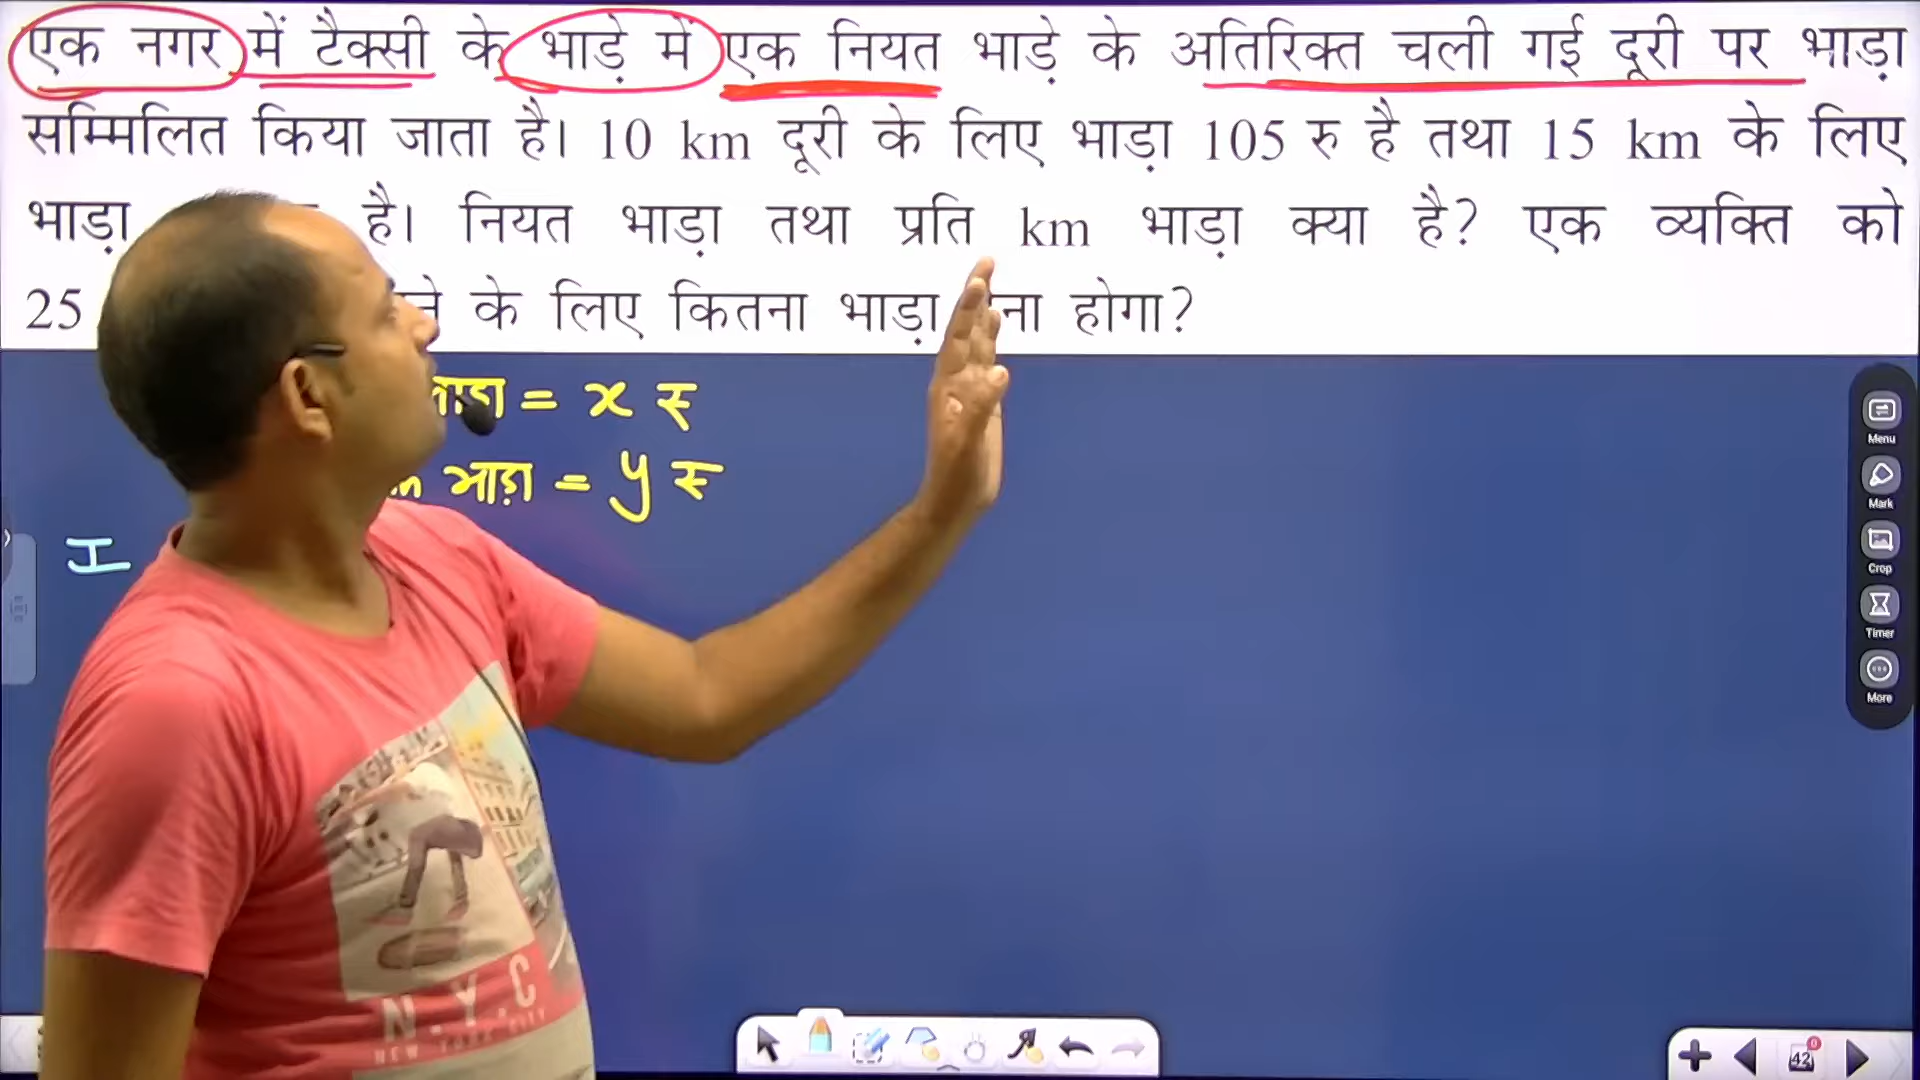 एक नगर में टैक्सी के भाड़े में एक नियत भाड़े के अतिरिक्त चली गई दूरी पर भाड़ा
सम्मिलित किया जाता है। 10 km दूरी के लिए भाड़ा 105 रु है तथा 15 km के लिए
भाड़ा है। नियत भाड़ा तथा प्रति km भाड़ा क्या है? एक व्यक्ति को
25 के लिए कितना भाड़ा होगा?
= x रु
भाड़ा = y रु
I
Menu
Mark
Crop
Timer
More
N.Y.C
42